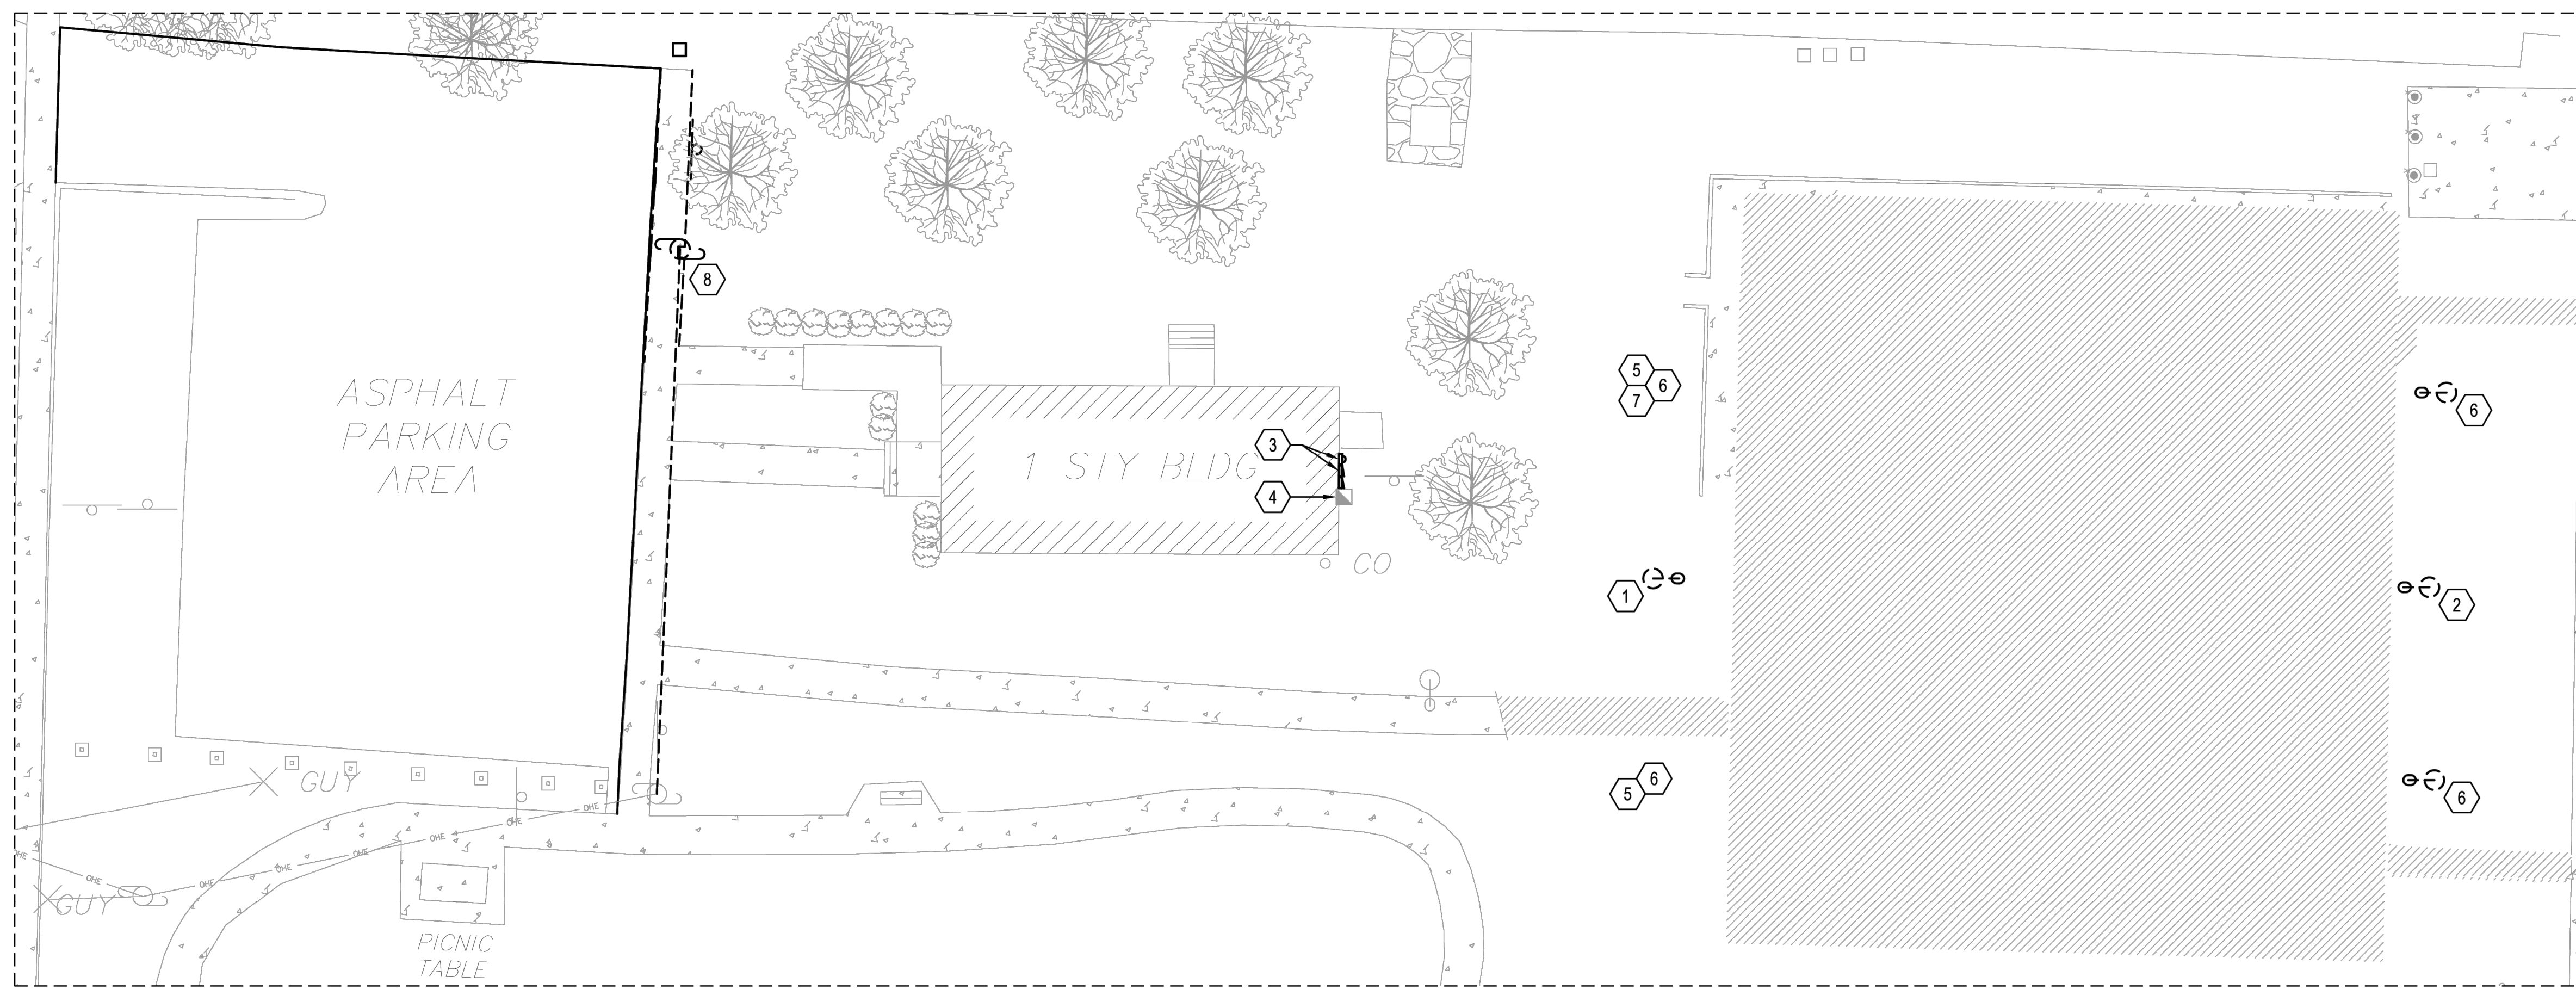 8
ASPHALT
PARKING
AREA
5
6
7
6
3
1 STY BLDG
4
CO
1
2
GUY
6
5
6
OHE
OHE
OHE
OHE
OHE
OHE
OHE
HE
GUY
PICNIC
TABLE